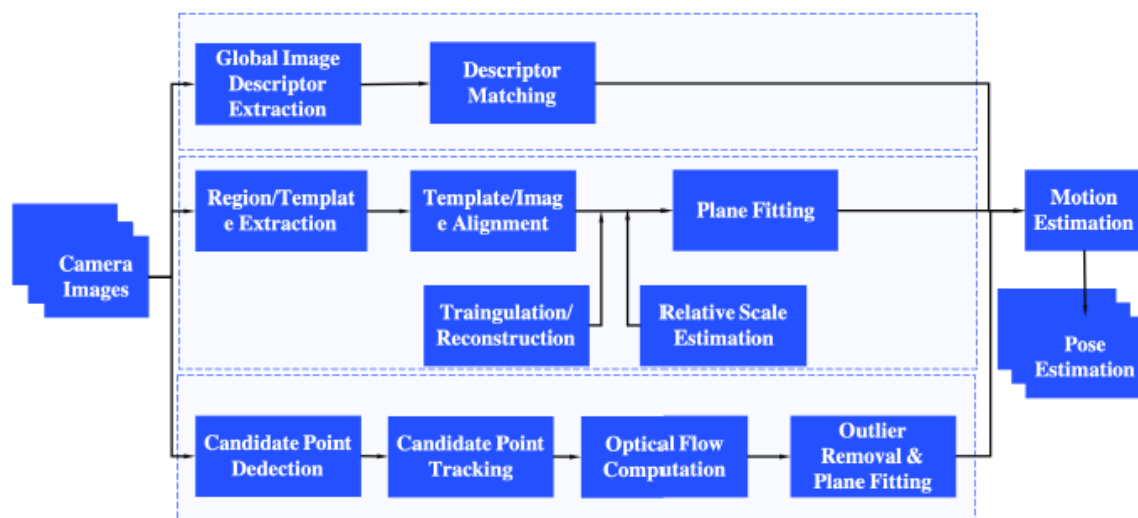 Global Image
Descriptor
Extraction
Descriptor
Matching
Region/Templat
e Extraction
Template/Imag
e Alignment
Plane Fitting
Motion
Estimation
Camera
Images
Traingulation/
Reconstruction
Relative Scale
Estimation
Pose
Estimation
Candidate Point
Dedection
Candidate Point
Tracking
Optical Flow
Computation
Outlier
Removal &
Plane Fitting